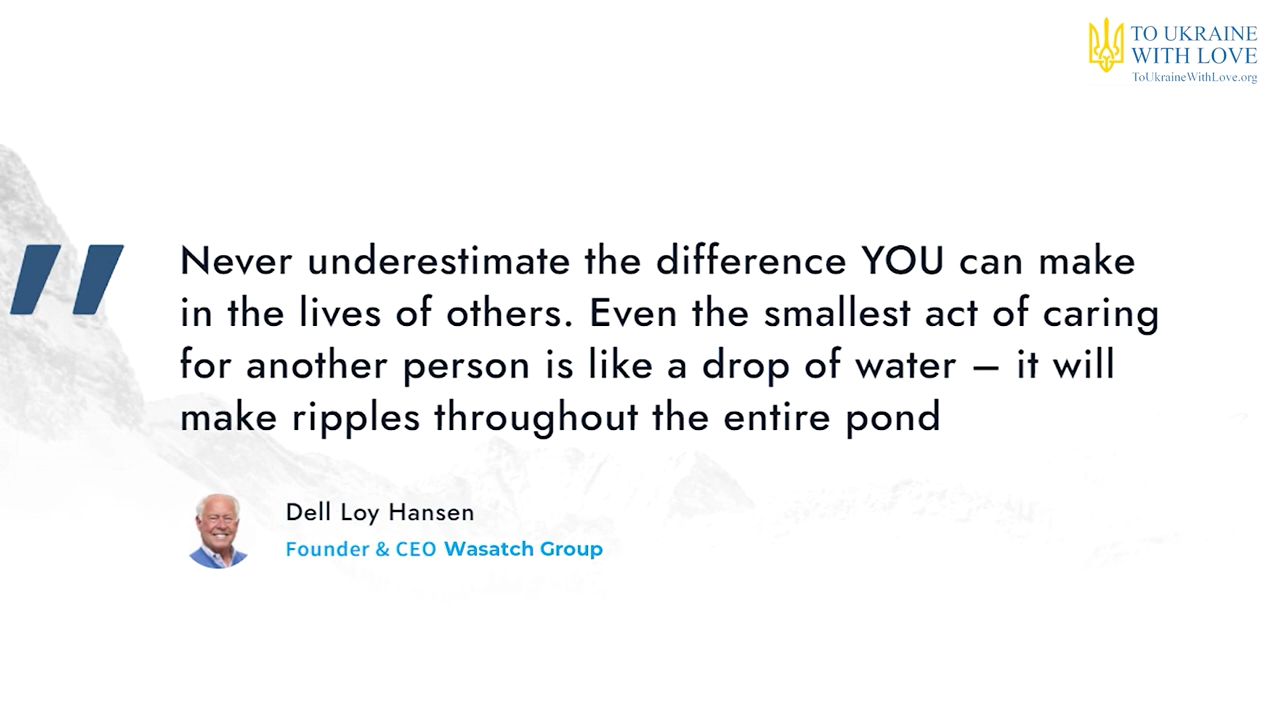 TO UKRAINE
WITH LOVE
ToUkraineWithLove.org
"
Never underestimate the difference YOU can make
in the lives of others. Even the smallest act of caring
for another person is like a drop of water – it will
make ripples throughout the entire pond
Dell Loy Hansen
Founder & CEO Wasatch Group